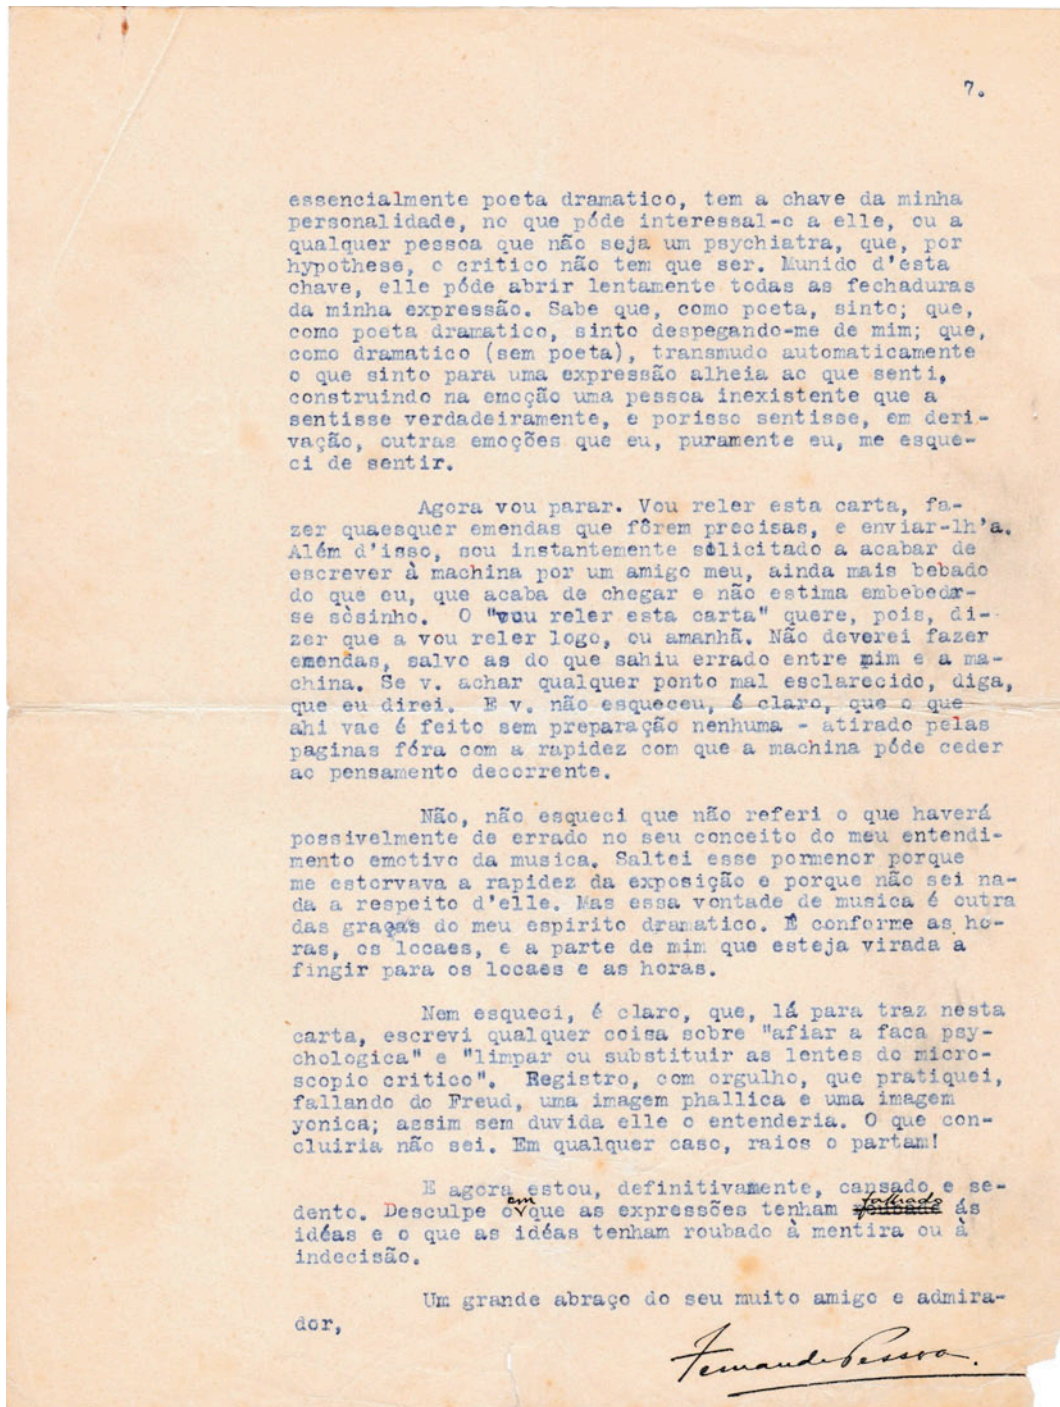 7.
essencialmente poeta dramatico, tem a chave da minha
personalidade, no que póde interessal-o a elle, ou a
qualquer pessoa que não seja um psychiatra, que, por
hypothese, o critico não tem que ser. Munido d'esta
chave, elle póde abrir lentamente todas as fechaduras
da minha expressão. Sabe que, como poeta, sinto; que,
como poeta dramatico, sinto despegando-me de mim; que,
como dramatico (sem poeta), transmudo automaticamente
o que sinto para uma expressão alheia ao que senti,
construindo na emoção uma pessoa inexistente que a
sentisse verdadeiramente, e porisso sentisse, em deri-
vação, outras emoções que eu, puramente eu, me esque-
ci de sentir.
Agora vou parar. Vou reler esta carta, fa-
zer quaesquer emendas que fôrem precisas, e enviar-lh'a.
Além d'isso, sou instantemente solicitado a acabar de
escrever à machina por um amigo meu, ainda mais bebado
do que eu, que acaba de chegar e não estima embebedar-
se sòsinho. O "vou reler esta carta" quere, pois, di-
zer que a vou reler logo, ou amanhã. Não deverei fazer
emendas, salvo as do que sahiu errado entre mim e a ma-
china. Se v. achar qualquer ponto mal esclarecido, diga,
que eu direi. E v. não esqueceu, é claro, que o que
ahi vae é feito sem preparação nenhuma - atirado pelas
paginas fóra com a rapidez com que a machina póde ceder
ao pensamento decorrente.
Não, não esqueci que não referi o que haverá
possivelmente de errado no seu conceito do meu entendi-
mento emotivo da musica. Saltei esse pormenor porque
me estorvava a rapidez da exposição e porque não sei na-
da a respeito d'elle. Mas essa vontade de musica é outra
das graças do meu espirito dramatico. É conforme as ho-
ras, os locaes, e a parte de mim que esteja virada a
fingir para os locaes e as horas.
Nem esqueci, é claro, que, lá para traz nesta
carta, escrevi qualquer coisa sobre "afiar a faca psy-
chologica" e "limpar ou substituir as lentes do micro-
scopio critico". Registro, com orgulho, que pratiquei,
fallando do Freud, uma imagem phallica e uma imagem
yonica; assim sem duvida elle o entenderia. O que con-
cluiria não sei. Em qualquer caso, raios o partam!
E agora estou, definitivamente, cansado e se-
dento. Desculpe o em que as expressões tenham roubado falhado ás
idéas e o que as idéas tenham roubado à mentira ou à
indecisão.
Um grande abraço do seu muito amigo e admira-
dor,
Fernando Pessoa.